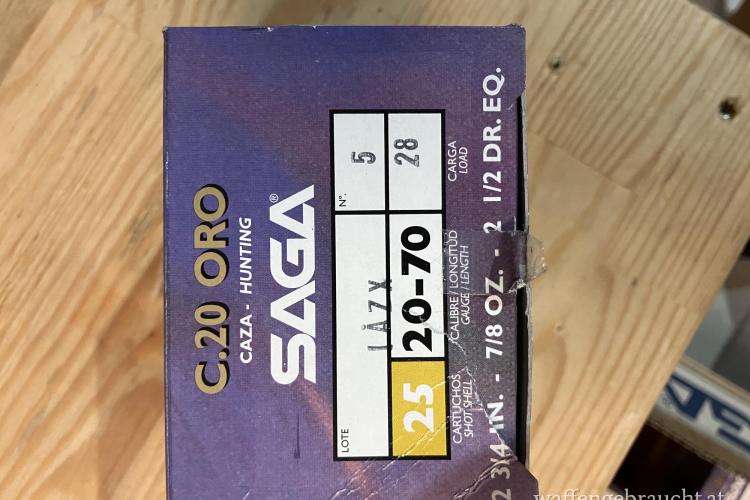 C.20 ORO
CAZA - HUNTING
SAGA®
LOTE
1A7X
Nº.
5
25
20-70
28
CARTUCHOS
SHOT SHELL
CALIBRE / LONGITUD
GAUGE / LENGTH
CARGA
LOAD
2 3/4 IN. - 7/8 OZ. - 2 1/2 DR. EQ.
waffengebraucht.at